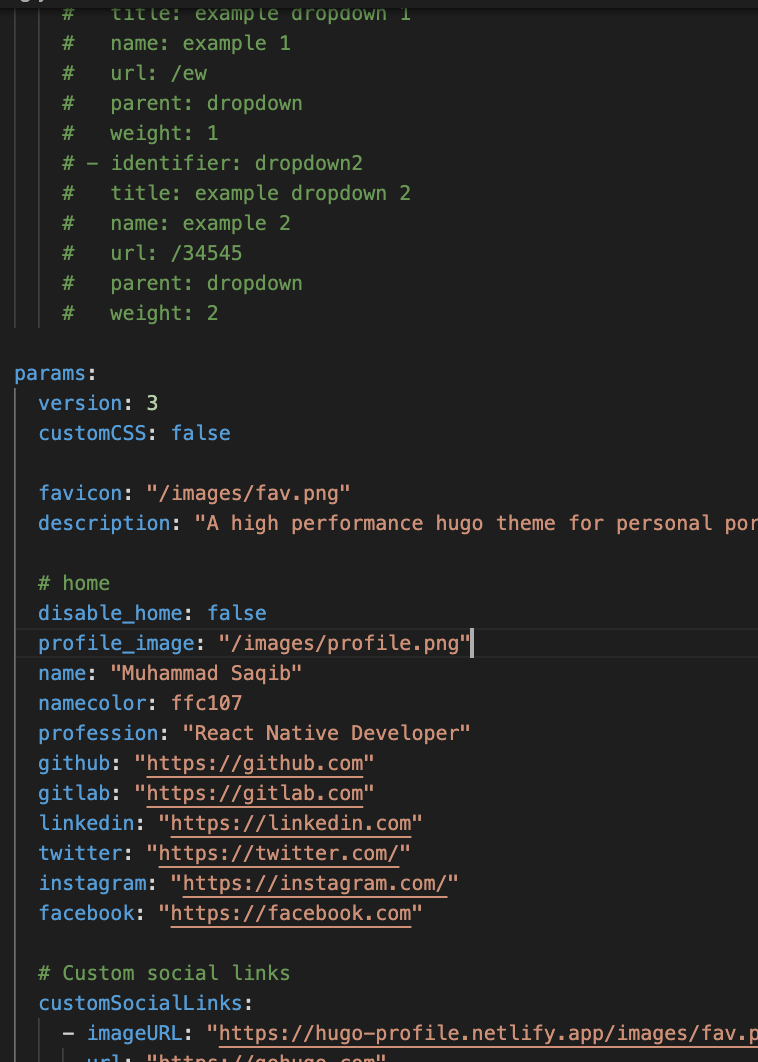 #   title: example dropdown 1
#   name: example 1
#   url: /ew
#   parent: dropdown
#   weight: 1
# - identifier: dropdown2
#   title: example dropdown 2
#   name: example 2
#   url: /34545
#   parent: dropdown
#   weight: 2
params:
version: 3
customCSS: false
favicon: "/images/fav.png"
description: "A high performance hugo theme for personal por
# home
disable_home: false
profile_image: "/images/profile.png"
name: "Muhammad Saqib"
namecolor: ffc107
profession: "React Native Developer"
github: "https://github.com"
gitlab: "https://gitlab.com"
linkedin: "https://linkedin.com"
twitter: "https://twitter.com/"
instagram: "https://instagram.com/"
facebook: "https://facebook.com"
# Custom social links
customSocialLinks:
- imageURL: "https://hugo-profile.netlify.app/images/fav.p
url: "https://gohugo.com"